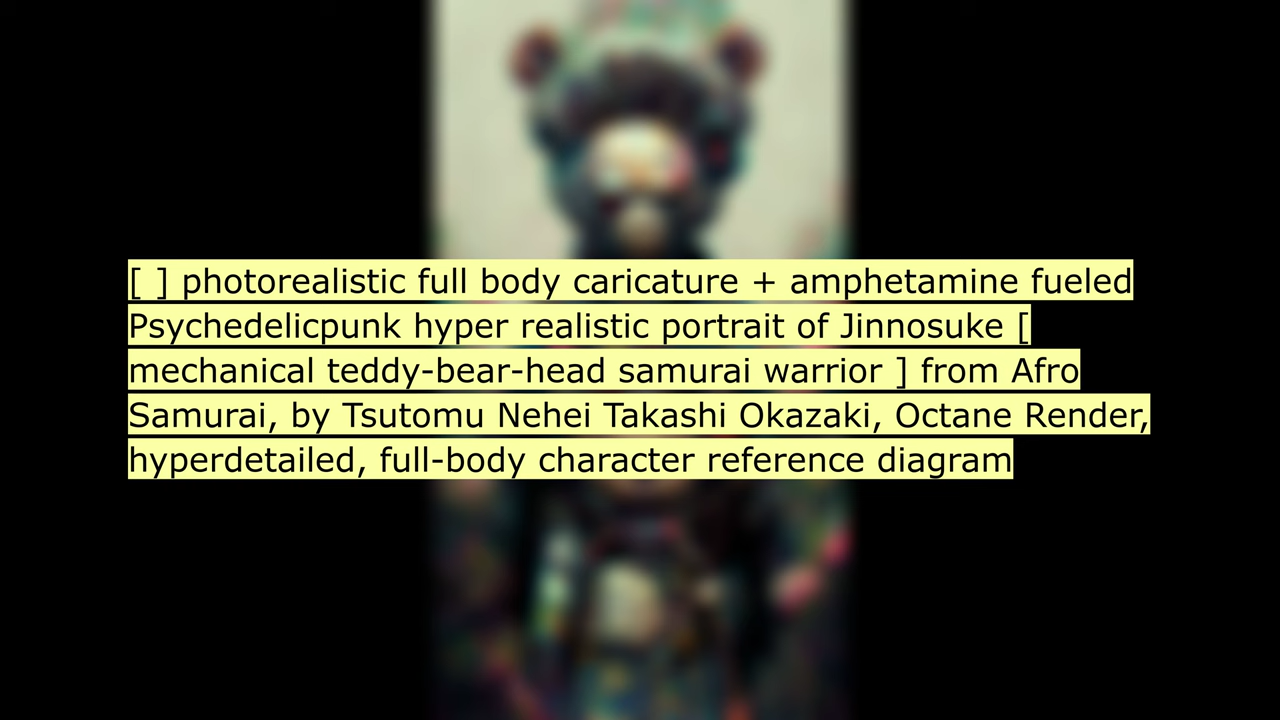 [ ] photorealistic full body caricature + amphetamine fueled
Psychedelicpunk hyper realistic portrait of Jinnosuke [
mechanical teddy-bear-head samurai warrior ] from Afro
Samurai, by Tsutomu Nehei Takashi Okazaki, Octane Render,
hyperdetailed, full-body character reference diagram